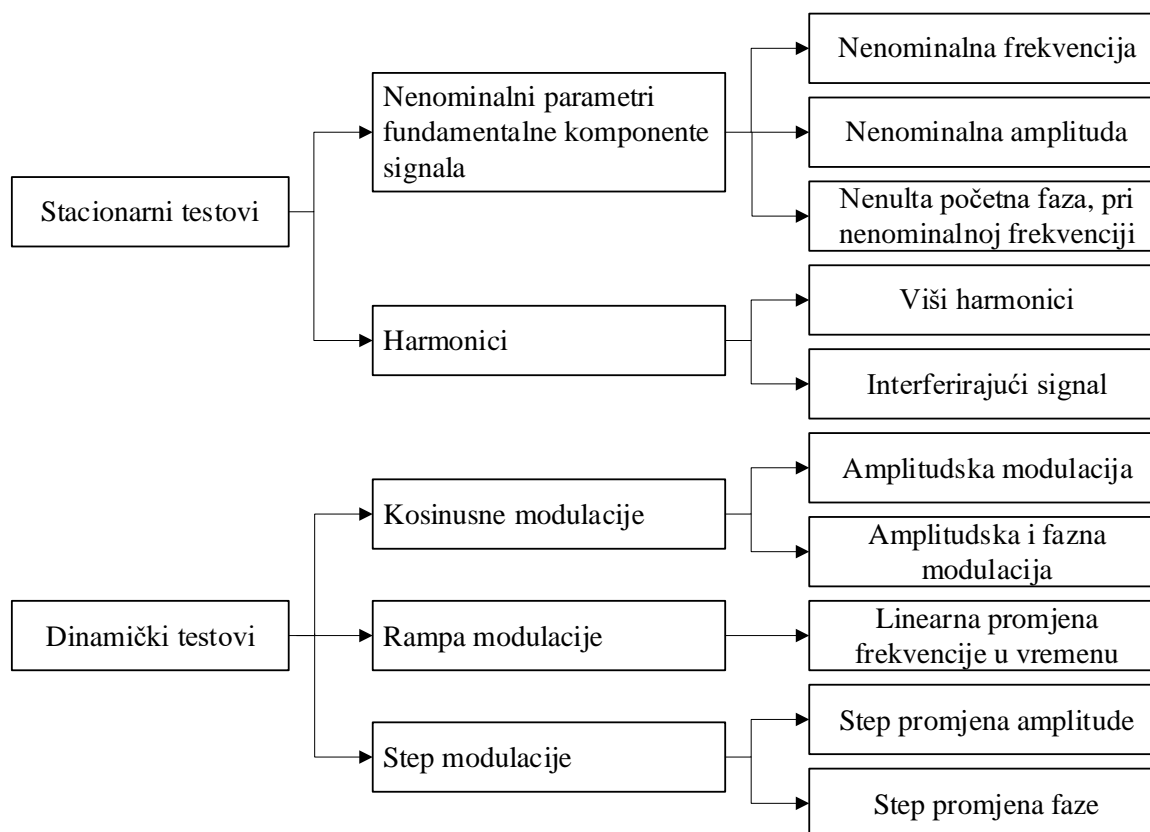 Stacionarni testovi
Nenominalni parametri
fundamentalne komponente
signala
Nenominalna frekvencija
Nenominalna amplituda
Nenulta početna faza, pri
nenominalnoj frekvenciji
Harmonici
Viši harmonici
Interferirajući signal
Dinamički testovi
Kosinusne modulacije
Amplitudska modulacija
Amplitudska i fazna
modulacija
Rampa modulacije
Linearna promjena
frekvencije u vremenu
Step modulacije
Step promjena amplitude
Step promjena faze